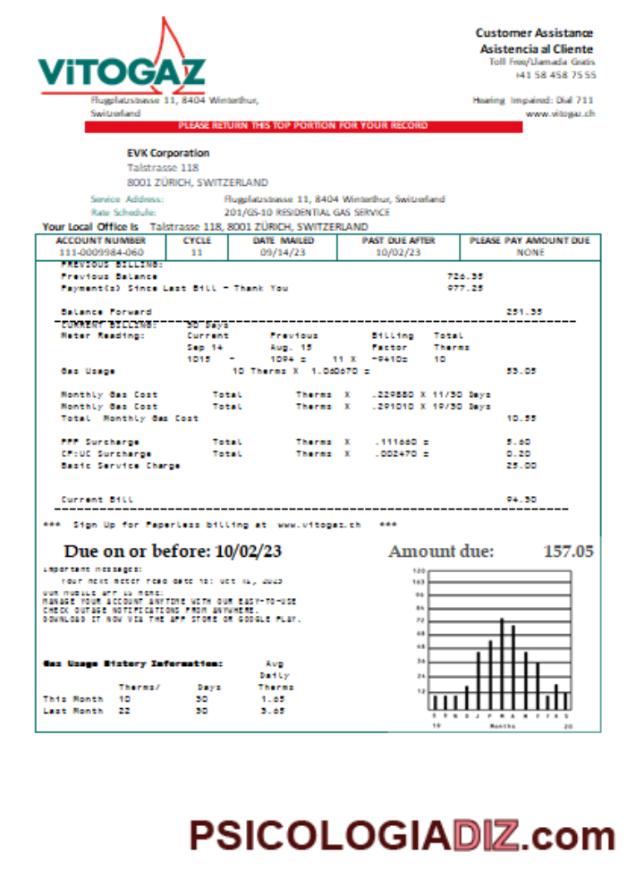 ViTOGAZ
Customer Assistance
Asistencia al Cliente
Toll Free/Llamada Gratis
+41 58 458 75 55
Flugplatzstrasse 11, 8404 Winterthur,
Switzerland
Hearing Impaired: Dial 711
www.vitogaz.ch
PLEASE RETURN THIS TOP PORTION FOR YOUR RECORD
EVK Corporation
Talstrasse 118
8001 ZÜRICH, SWITZERLAND
Service Address: Flugplatzstrasse 11, 8404 Winterthur, Switzerland
Rate Schedule: 201/GS-10 RESIDENTIAL GAS SERVICE
Your Local Office Is Talstrasse 118, 8001 ZÜRICH, SWITZERLAND
ACCOUNT NUMBER CYCLE DATE MAILED PAST DUE AFTER PLEASE PAY AMOUNT DUE
111-0009984-060 11 09/14/23 10/02/23 NONE
PREVIOUS BILLING:
Previous Balance 726.35
Payment(s) Since Last Bill - Thank You 977.25
Balance Forward 251.35
CURRENT BILLING: 30 Days
Meter Reading: Current Previous Billing Total
Sep 14 Aug. 15 Factor Therms
1015 - 1094 = 11 X -9410= 10
Gas Usage 10 Therms X 1.060670 = 53.05
Monthly Gas Cost Total Therms X .229880 X 11/30 Days
Monthly Gas Cost Total Therms X .291010 X 19/30 Days
Total Monthly Gas Cost 10.55
PPP Surcharge Total Therms X .111660 = 5.60
CP:UC Surcharge Total Therms X .002470 = 0.20
Basic Service Charge 25.00
Current Bill 94.30
*** Sign Up for Paperless billing at www.vitogaz.ch ***
Due on or before: 10/02/23 Amount due: 157.05
Important messages:
Your next meter read date is: Oct 16, 2023
OUR MOBILE APP IS HERE:
MANAGE YOUR ACCOUNT ANYTIME WITH OUR EASY-TO-USE
CHECK OUTAGE NOTIFICATIONS FROM ANYWHERE.
DOWNLOAD IT NOW VIA THE APP STORE OR GOOGLE PLAY.
Gas Usage History Information: Avg
Daily
Therms/ Days Therms
This Month 10 30 1.65
Last Month 22 30 3.65
120
96
72
48
36
24
12
S O N D J F M A M J J A S
19 Months 20
PSICOLOGIADIZ.com